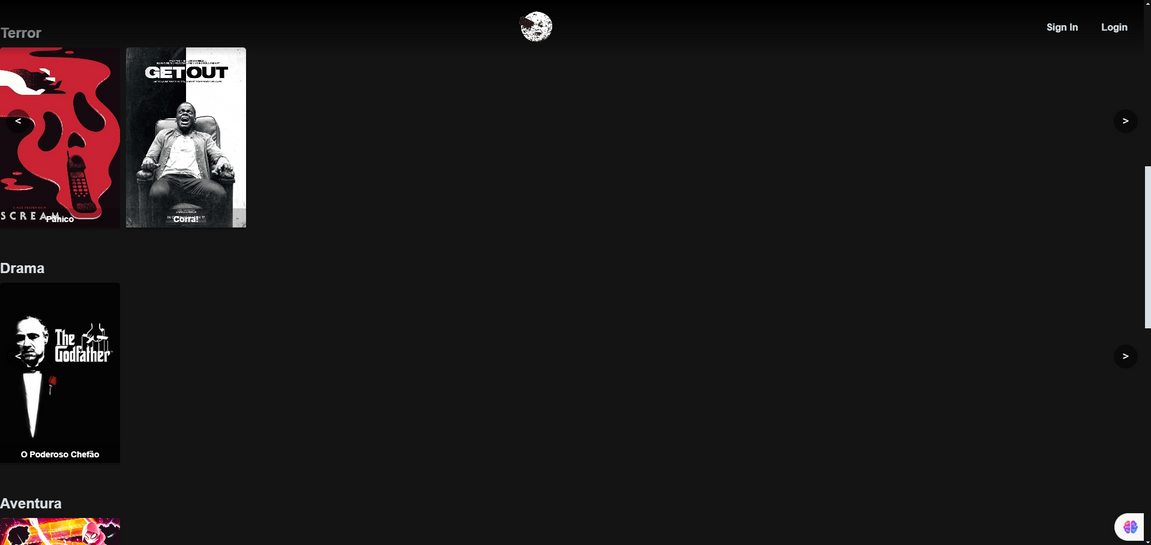 Sign In
Login
Terror
GET OUT
<
>
SCREAM
Pânico
Corra!
Drama
The
Godfather
<
>
O Poderoso Chefão
Aventura